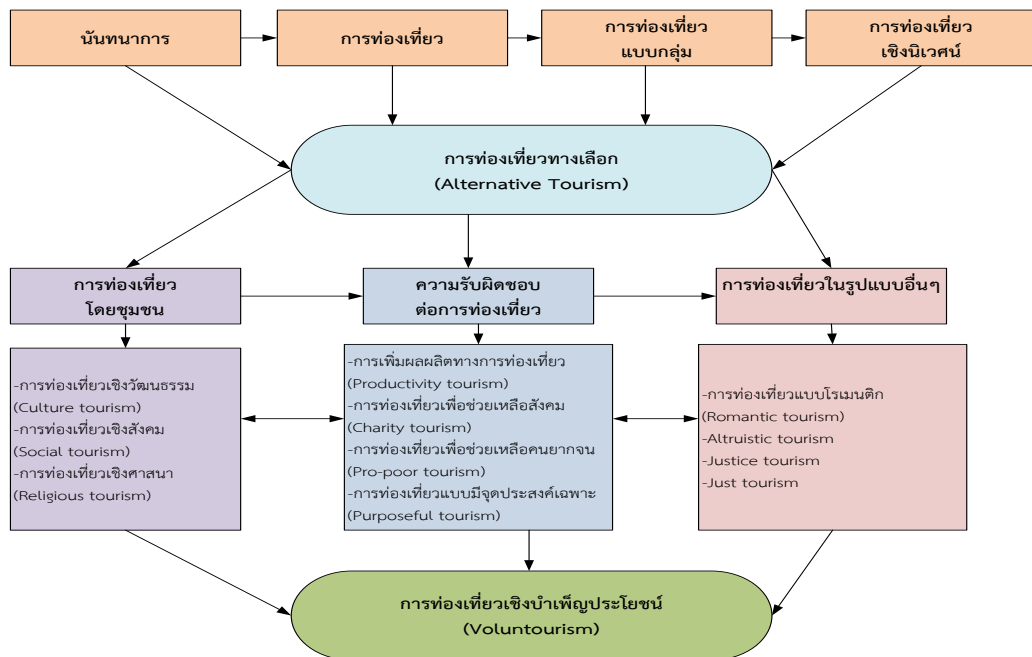 นันทนาการ
การท่องเที่ยว
การท่องเที่ยว
แบบกลุ่ม
การท่องเที่ยว
เชิงนิเวศน์
การท่องเที่ยวทางเลือก
(Alternative Tourism)
การท่องเที่ยว
โดยชุมชน
ความรับผิดชอบ
ต่อการท่องเที่ยว
การท่องเที่ยวในรูปแบบอื่นๆ
-การท่องเที่ยวเชิงวัฒนธรรม
(Culture tourism)
-การท่องเที่ยวเชิงสังคม
(Social tourism)
-การท่องเที่ยวเชิงศาสนา
(Religious tourism)
-การเพิ่มผลผลิตทางการท่องเที่ยว
(Productivity tourism)
-การท่องเที่ยวเพื่อช่วยเหลือสังคม
(Charity tourism)
-การท่องเที่ยวเพื่อช่วยเหลือคนยากจน
(Pro-poor tourism)
-การท่องเที่ยวแบบมีจุดประสงค์เฉพาะ
(Purposeful tourism)
-การท่องเที่ยวแบบโรเมนติก
(Romantic tourism)
-Altruistic tourism
-Justice tourism
-Just tourism
การท่องเที่ยวเชิงบำเพ็ญประโยชน์
(Voluntourism)